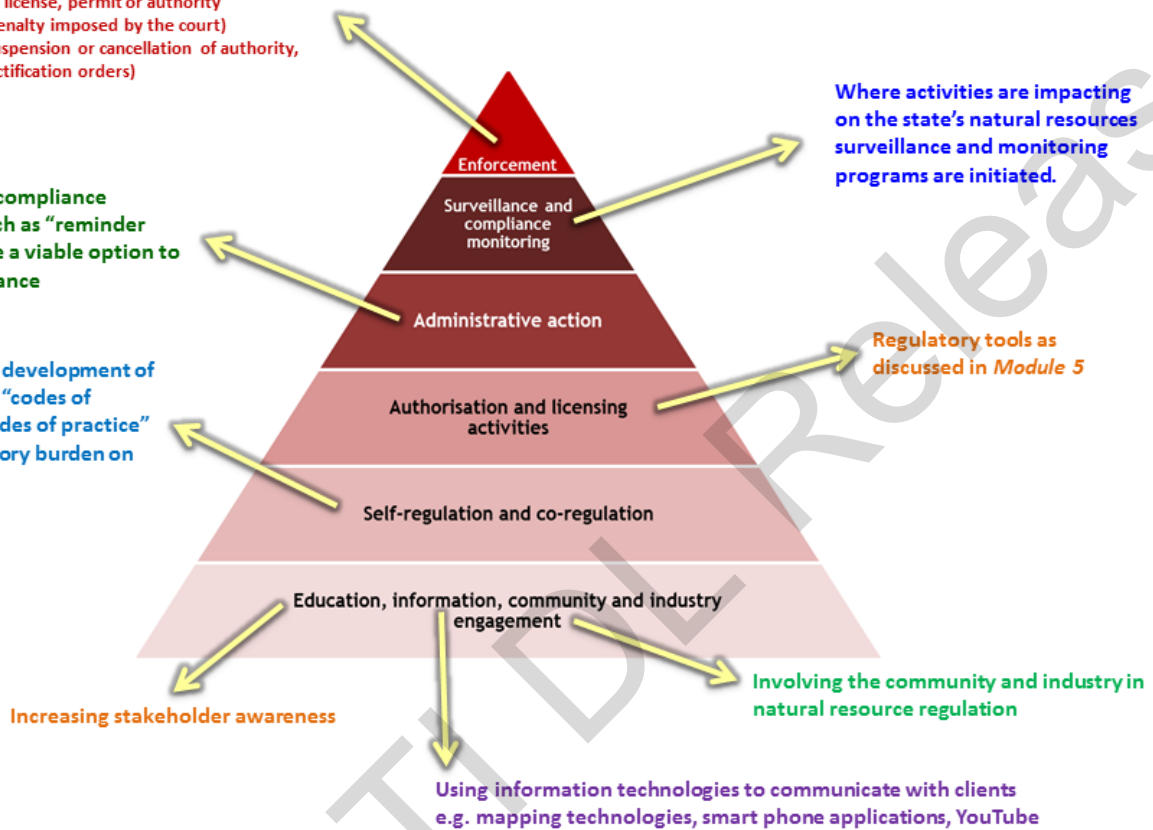 license, permit or authority
enalty imposed by the court)
spension or cancellation of authority,
ctification orders)
Where activities are impacting
on the state's natural resources
surveillance and monitoring
programs are initiated.
Enforcement
Surveillance and
compliance
monitoring
compliance
ch as "reminder
e a viable option to
ance
Administrative action
Regulatory tools as
discussed in Module 5
development of
"codes of
des of practice"
ory burden on
Authorisation and licensing
activities
Self-regulation and co-regulation
Education, information, community and industry
engagement
Increasing stakeholder awareness
Involving the community and industry in
natural resource regulation
Using information technologies to communicate with clients
e.g. mapping technologies, smart phone applications, YouTube
TI DL Releas